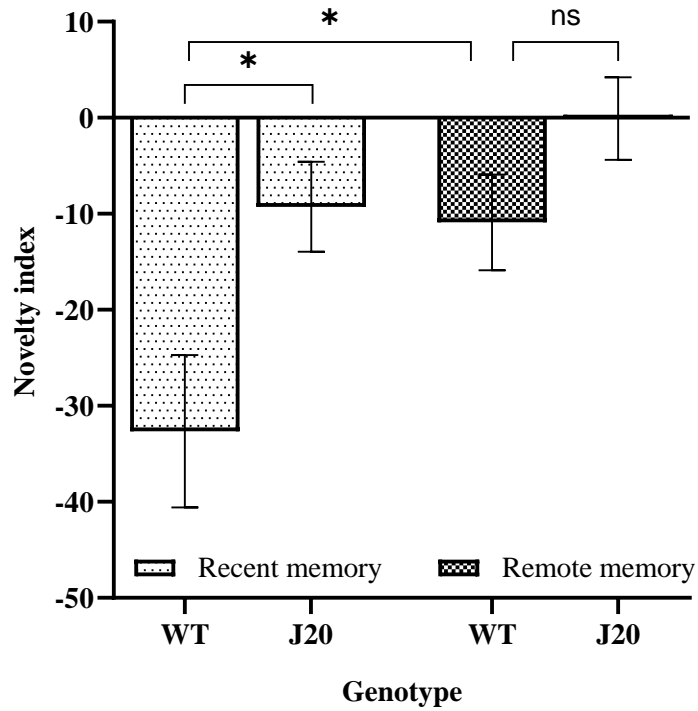 10
* ns
*
0
-10
-20
-30
-40
-50
Novelty index
Recent memory Remote memory
WT J20 WT J20
Genotype